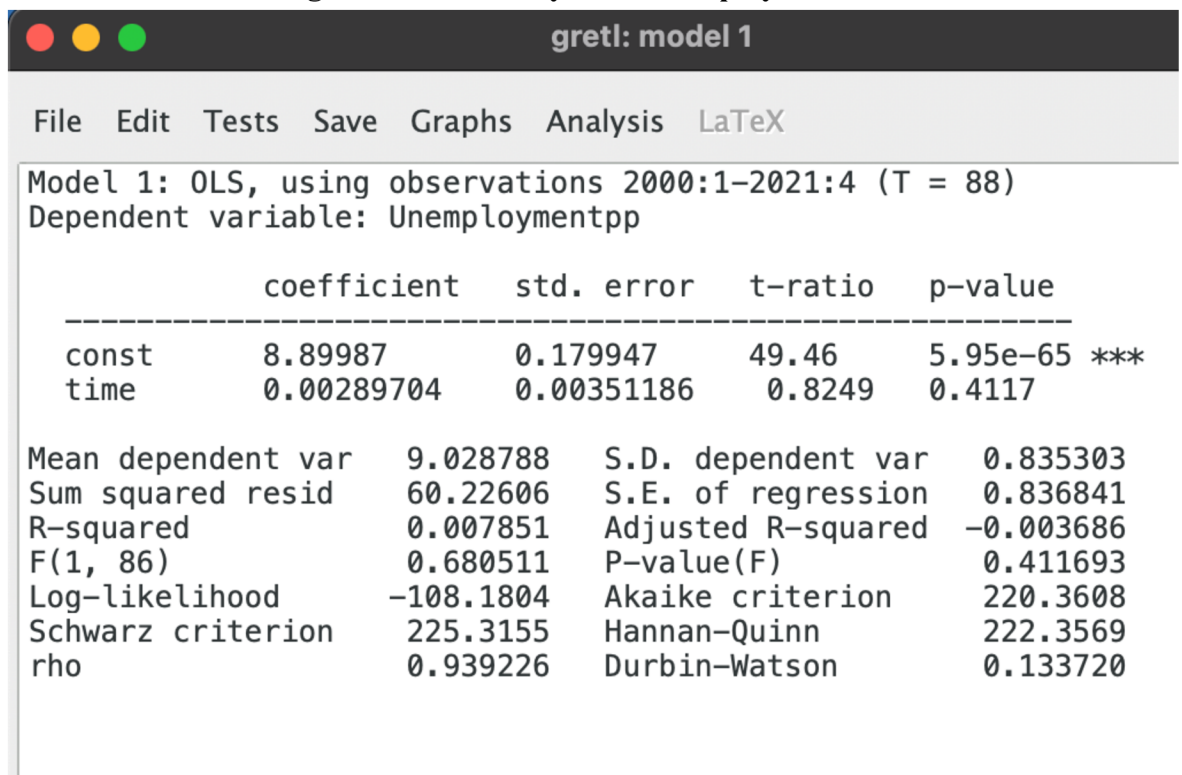 gretl: model 1
File Edit Tests Save Graphs Analysis LaTeX
Model 1: OLS, using observations 2000:1-2021:4 (T = 88)
Dependent variable: Unemploymentpp
coefficient std. error t-ratio p-value
const 8.89987 0.179947 49.46 5.95e-65 ***
time 0.00289704 0.00351186 0.8249 0.4117
Mean dependent var 9.028788 S.D. dependent var 0.835303
Sum squared resid 60.22606 S.E. of regression 0.836841
R-squared 0.007851 Adjusted R-squared -0.003686
F(1, 86) 0.680511 P-value(F) 0.411693
Log-likelihood -108.1804 Akaike criterion 220.3608
Schwarz criterion 225.3155 Hannan-Quinn 222.3569
rho 0.939226 Durbin-Watson 0.133720